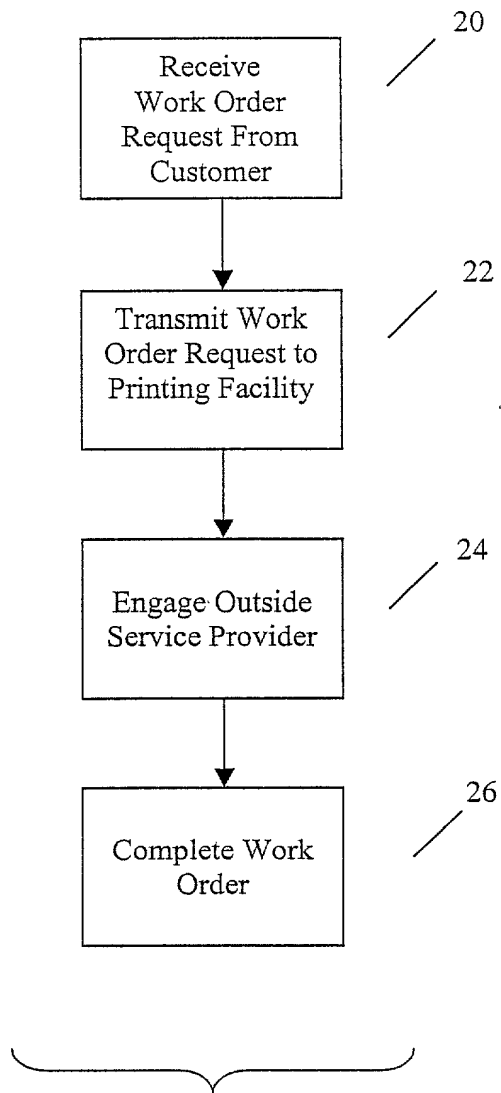 20
Receive
Work Order
Request From
Customer
22
Transmit Work
Order Request to
Printing Facility
24
Engage Outside
Service Provider
26
Complete Work
Order